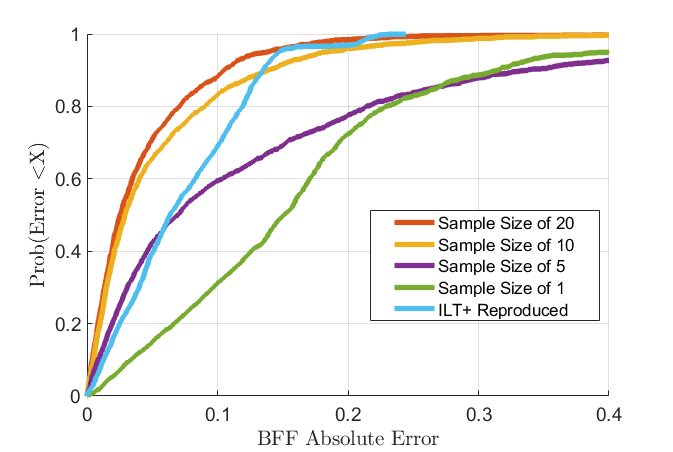 1
0.8
0.6
0.4
0.2
0
Prob(Error <X)
Sample Size of 20
Sample Size of 10
Sample Size of 5
Sample Size of 1
ILT+ Reproduced
0 0.1 0.2 0.3 0.4
BFF Absolute Error